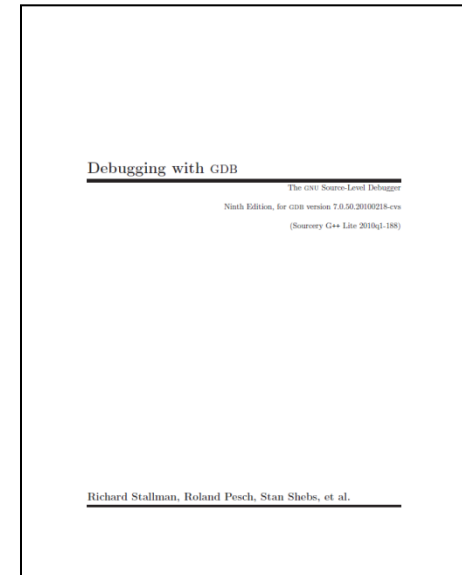 Debugging with GDB
The GNU Source-Level Debugger
Ninth Edition, for GDB version 7.0.50.20100218-cvs
(Sourcery G++ Lite 2010q1-188)
Richard Stallman, Roland Pesch, Stan Shebs, et al.